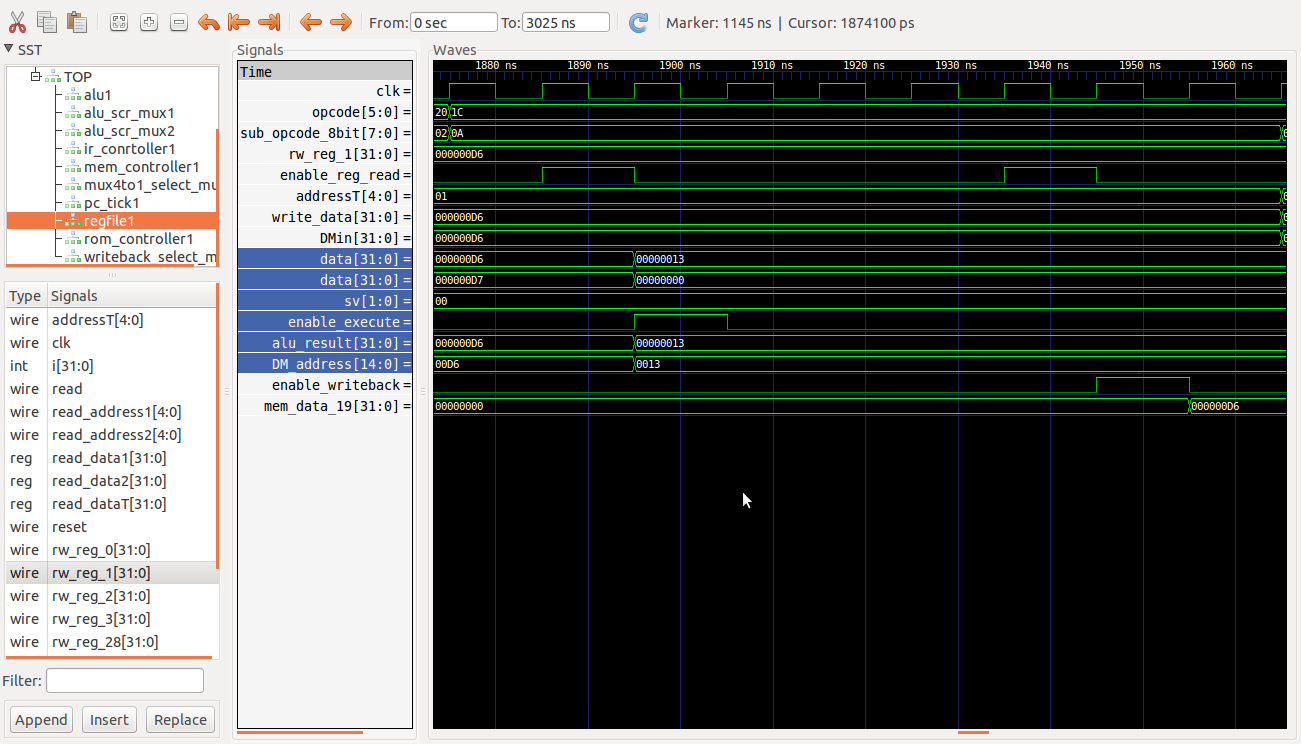 From: 0 sec To: 3025 ns Marker: 1145 ns | Cursor: 1874100 ps
SST
TOP
alu1
alu_scr_mux1
alu_scr_mux2
ir_conrtoller1
mem_controller1
mux4to1_select_mu
pc_tick1
regfile1
rom_controller1
writeback_select_m
Type Signals
wire addressT[4:0]
wire clk
int i[31:0]
wire read
wire read_address1[4:0]
wire read_address2[4:0]
reg read_data1[31:0]
reg read_data2[31:0]
reg read_dataT[31:0]
wire reset
wire rw_reg_0[31:0]
wire rw_reg_1[31:0]
wire rw_reg_2[31:0]
wire rw_reg_3[31:0]
wire rw_reg_28[31:0]
Filter:
Append Insert Replace
Signals
Time
clk =
opcode[5:0] =
sub_opcode_8bit[7:0] =
rw_reg_1[31:0] =
enable_reg_read =
addressT[4:0] =
write_data[31:0] =
DMin[31:0] =
data[31:0] =
data[31:0] =
sv[1:0] =
enable_execute =
alu_result[31:0] =
DM_address[14:0] =
enable_writeback =
mem_data_19[31:0] =
Waves
1880 ns 1890 ns 1900 ns 1910 ns 1920 ns 1930 ns 1940 ns 1950 ns 1960 ns
20 1C
02 0A
000000D6
01
000000D6
000000D6
000000D6 00000013
000000D7 00000000
00
000000D6 00000013
00D6 0013
00000000 000000D6